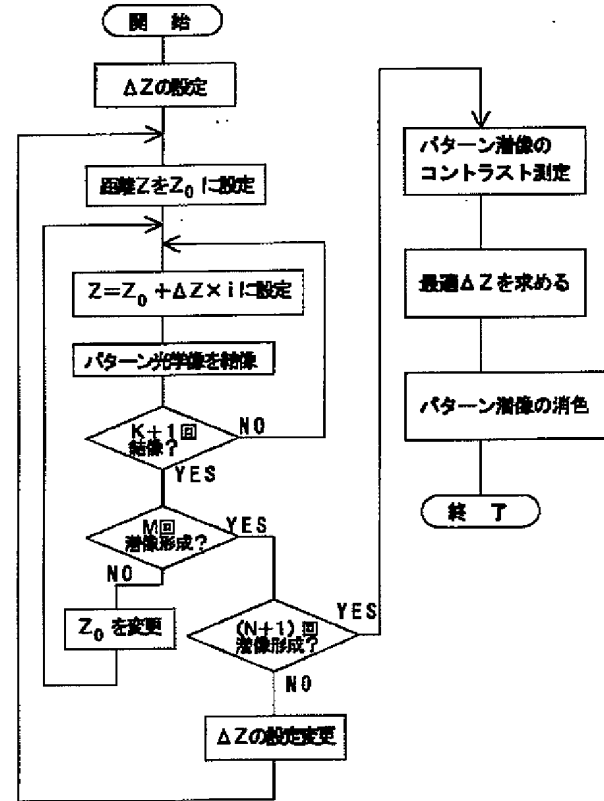 開 始
ΔZの設定
距離ZをZ0 に設定
Z=Z0 +ΔZ×iに設定
パターン光学像を結像
K+1回
結像?
NO
YES
M回
潜像形成?
YES
NO
Z0 を変更
(N+1)回
潜像形成?
YES
NO
ΔZの設定変更
パターン潜像の
コントラスト測定
最適ΔZを求める
パターン潜像の消色
終 了